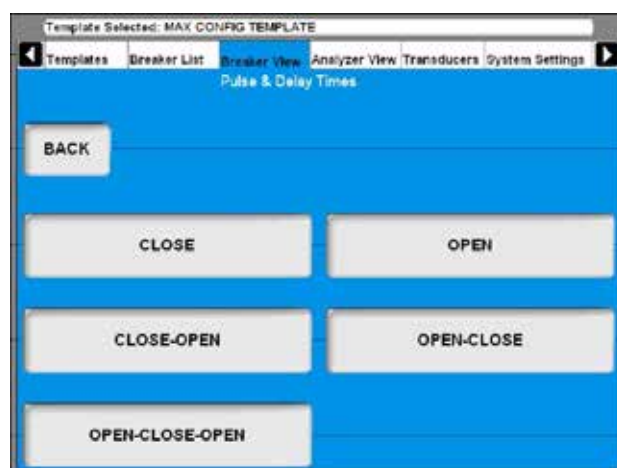 Template Selected: MAX CONFIG TEMPLATE
Templates Breaker List Breaker View Analyzer View Transducers System Settings
Pulse & Delay Times
BACK
CLOSE OPEN
CLOSE-OPEN OPEN-CLOSE
OPEN-CLOSE-OPEN